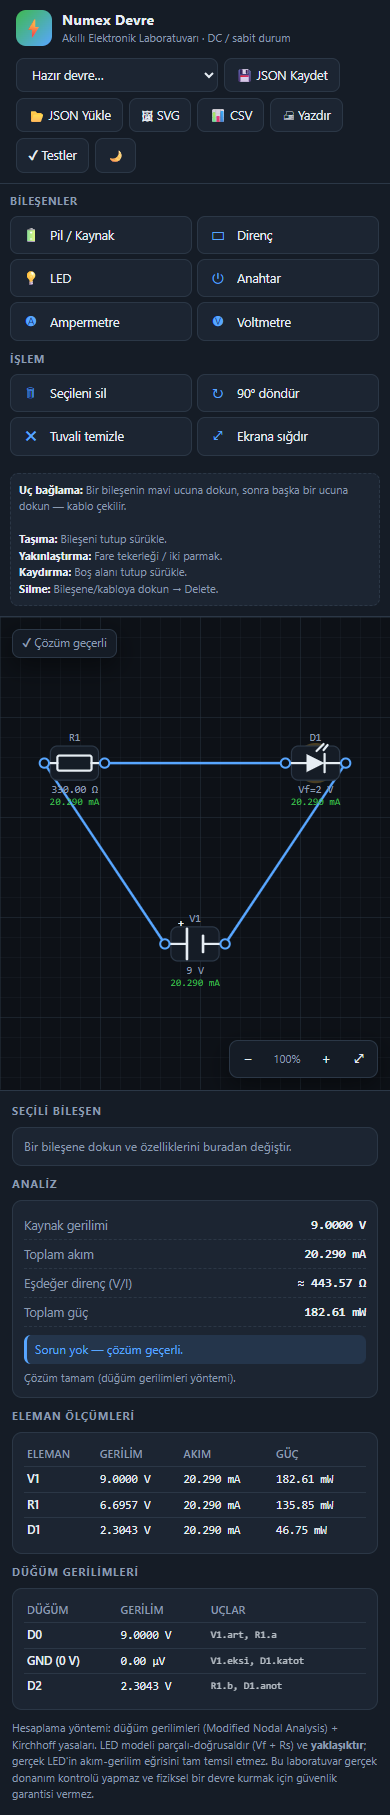 Numex Devre
Akıllı Elektronik Laboratuvarı · DC / sabit durum
Hazır devre...
JSON Kaydet
JSON Yükle
SVG
CSV
Yazdır
✓ Testler
BİLEŞENLER
Pil / Kaynak
Direnç
LED
Anahtar
A Ampermetre
V Voltmetre
İŞLEM
Seçileni sil
↻ 90° döndür
✕ Tuvali temizle
⤢ Ekrana sığdır
Uç bağlama: Bir bileşenin mavi ucuna dokun, sonra başka bir ucuna
dokun — kablo çekilir.
Taşıma: Bileşeni tutup sürükle.
Yakınlaştırma: Fare tekerleği / iki parmak.
Kaydırma: Boş alanı tutup sürükle.
Silme: Bileşene/kabloya dokun → Delete.
✓ Çözüm geçerli
R1
330.00 Ω
20.290 mA
D1
Vf=2 V
20.290 mA
+
V1
9 V
20.290 mA
− 100% + ⤢
SEÇİLİ BİLEŞEN
Bir bileşene dokun ve özelliklerini buradan değiştir.
ANALİZ
Kaynak gerilimi 9.0000 V
Toplam akım 20.290 mA
Eşdeğer direnç (V/I) ≈ 443.57 Ω
Toplam güç 182.61 mW
Sorun yok — çözüm geçerli.
Çözüm tamam (düğüm gerilimleri yöntemi).
ELEMAN ÖLÇÜMLERİ
ELEMAN GERİLİM AKIM GÜÇ
V1 9.0000 V 20.290 mA 182.61 mW
R1 6.6957 V 20.290 mA 135.85 mW
D1 2.3043 V 20.290 mA 46.75 mW
DÜĞÜM GERİLİMLERİ
DÜĞÜM GERİLİM UÇLAR
D0 9.0000 V V1.art, R1.a
GND (0 V) 0.00 µV V1.eksi, D1.katot
D2 2.3043 V R1.b, D1.anot
Hesaplama yöntemi: düğüm gerilimleri (Modified Nodal Analysis) +
Kirchhoff yasaları. LED modeli parçalı-doğrusaldır (Vf + Rs) ve yaklaşıktır;
gerçek LED'in akım-gerilim eğrisini tam temsil etmez. Bu laboratuvar gerçek
donanım kontrolü yapmaz ve fiziksel bir devre kurmak için güvenlik
garantisi vermez.